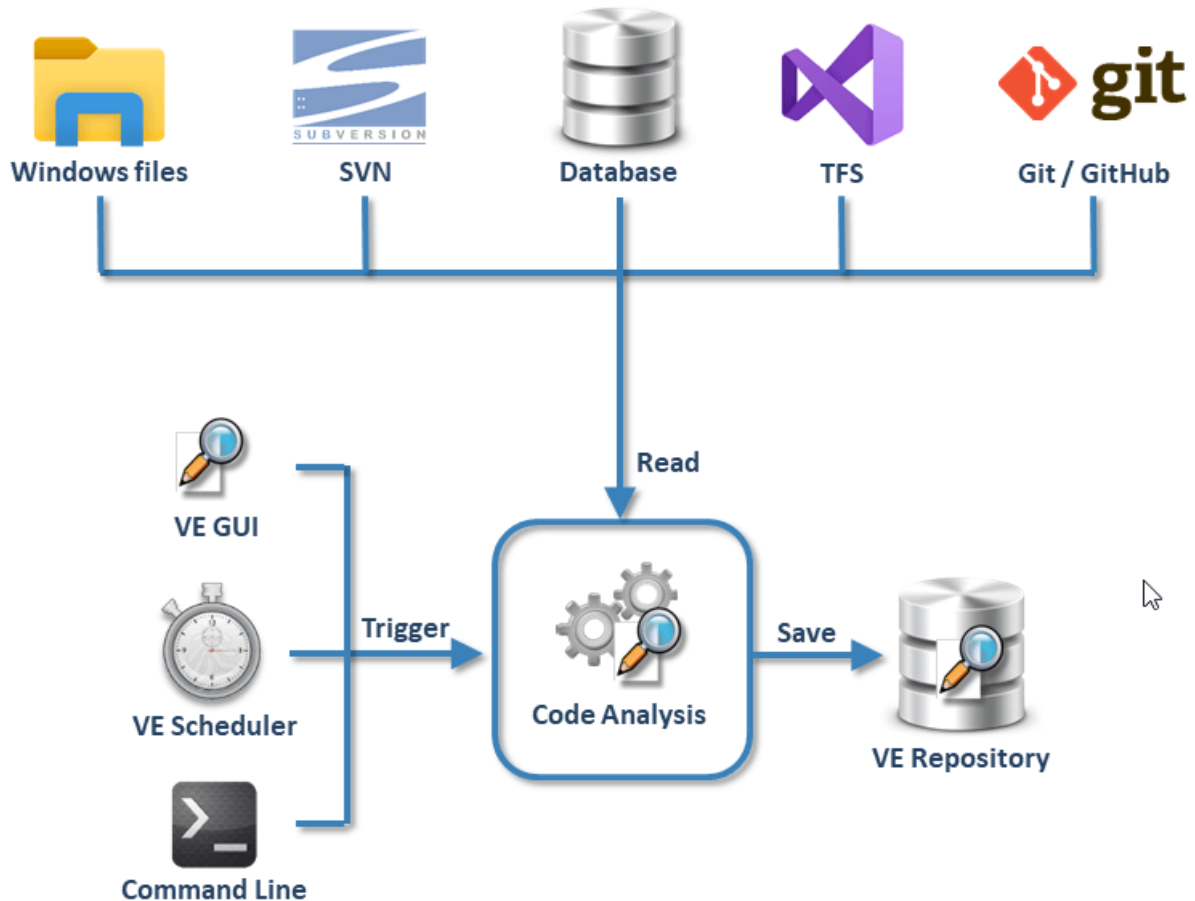 git
SUBVERSION
Windows files
SVN
Database
TFS
Git / GitHub
Read
VE GUI
Trigger
Save
Code Analysis
VE Scheduler
VE Repository
Command Line